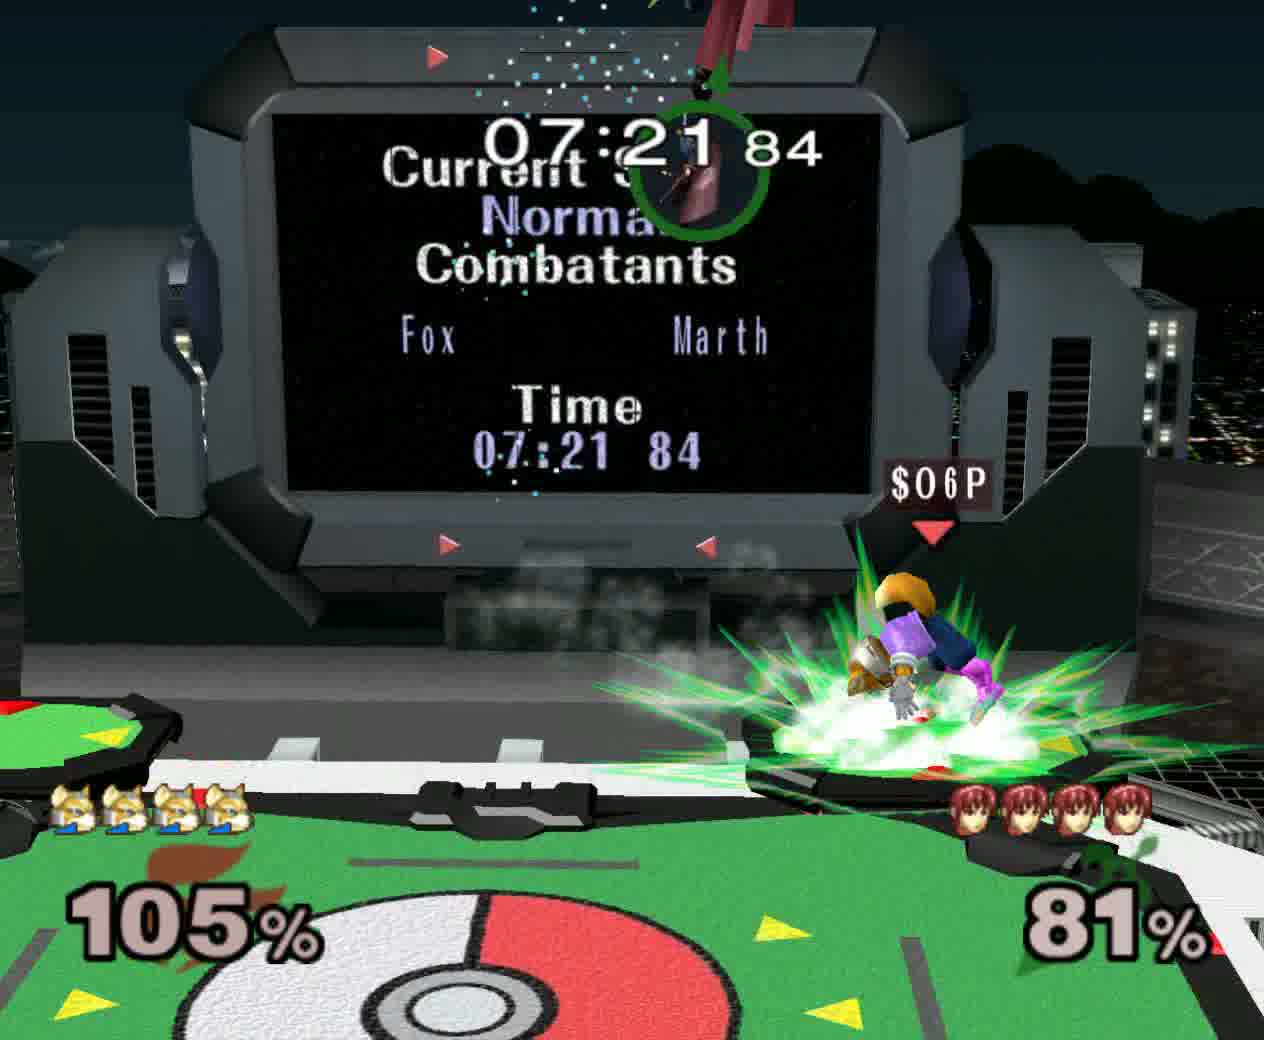 07:21 84
Current S
Norma
Combatants
Fox Marth
Time
07:21 84
$06P
105%
81%